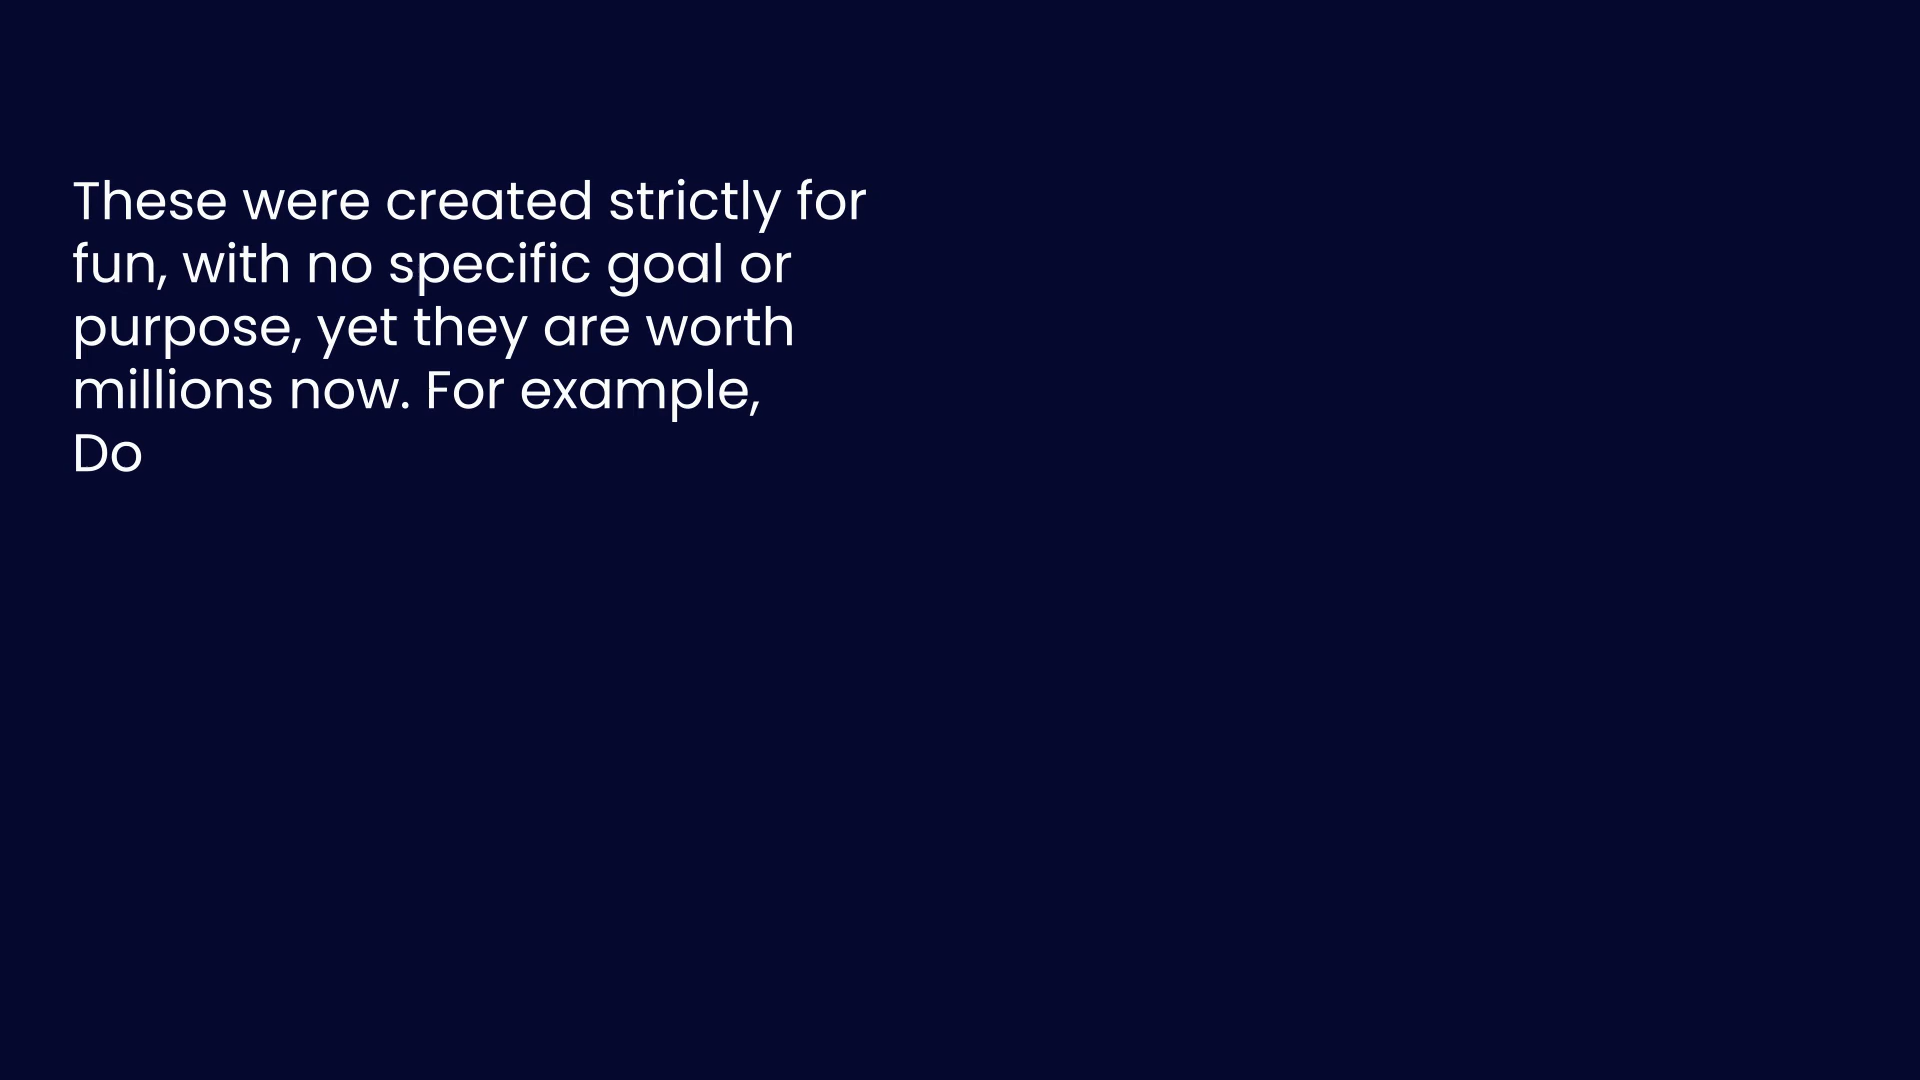 These were created strictly for
fun, with no specific goal or
purpose, yet they are worth
millions now. For example,
Do